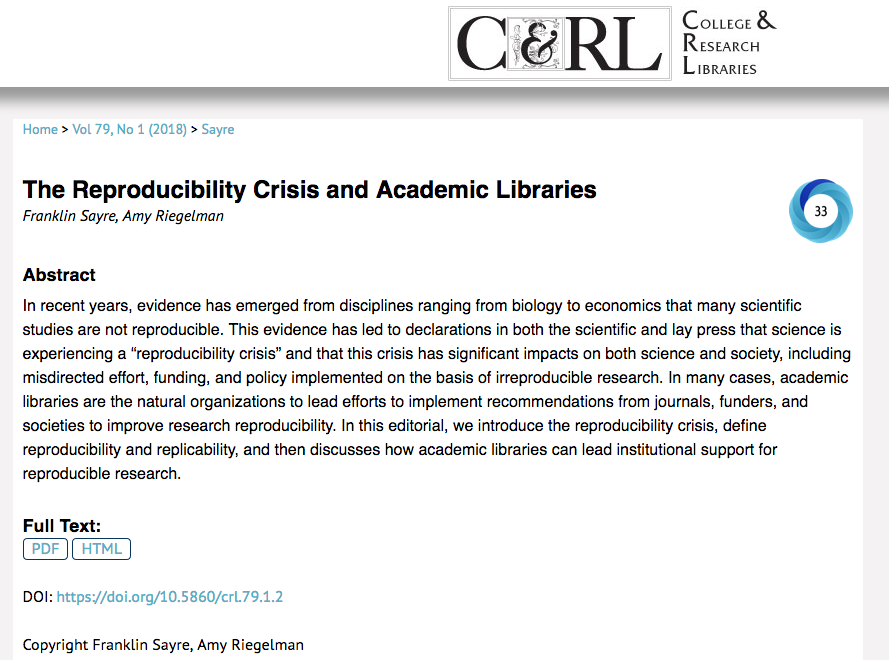 C&RL
COLLEGE &
RESEARCH
LIBRARIES
Home > Vol 79, No 1 (2018) > Sayre
The Reproducibility Crisis and Academic Libraries
Franklin Sayre, Amy Riegelman
33
Abstract
In recent years, evidence has emerged from disciplines ranging from biology to economics that many scientific
studies are not reproducible. This evidence has led to declarations in both the scientific and lay press that science is
experiencing a “reproducibility crisis” and that this crisis has significant impacts on both science and society, including
misdirected effort, funding, and policy implemented on the basis of irreproducible research. In many cases, academic
libraries are the natural organizations to lead efforts to implement recommendations from journals, funders, and
societies to improve research reproducibility. In this editorial, we introduce the reproducibility crisis, define
reproducibility and replicability, and then discusses how academic libraries can lead institutional support for
reproducible research.
Full Text:
PDF HTML
DOI: https://doi.org/10.5860/crl.79.1.2
Copyright Franklin Sayre, Amy Riegelman